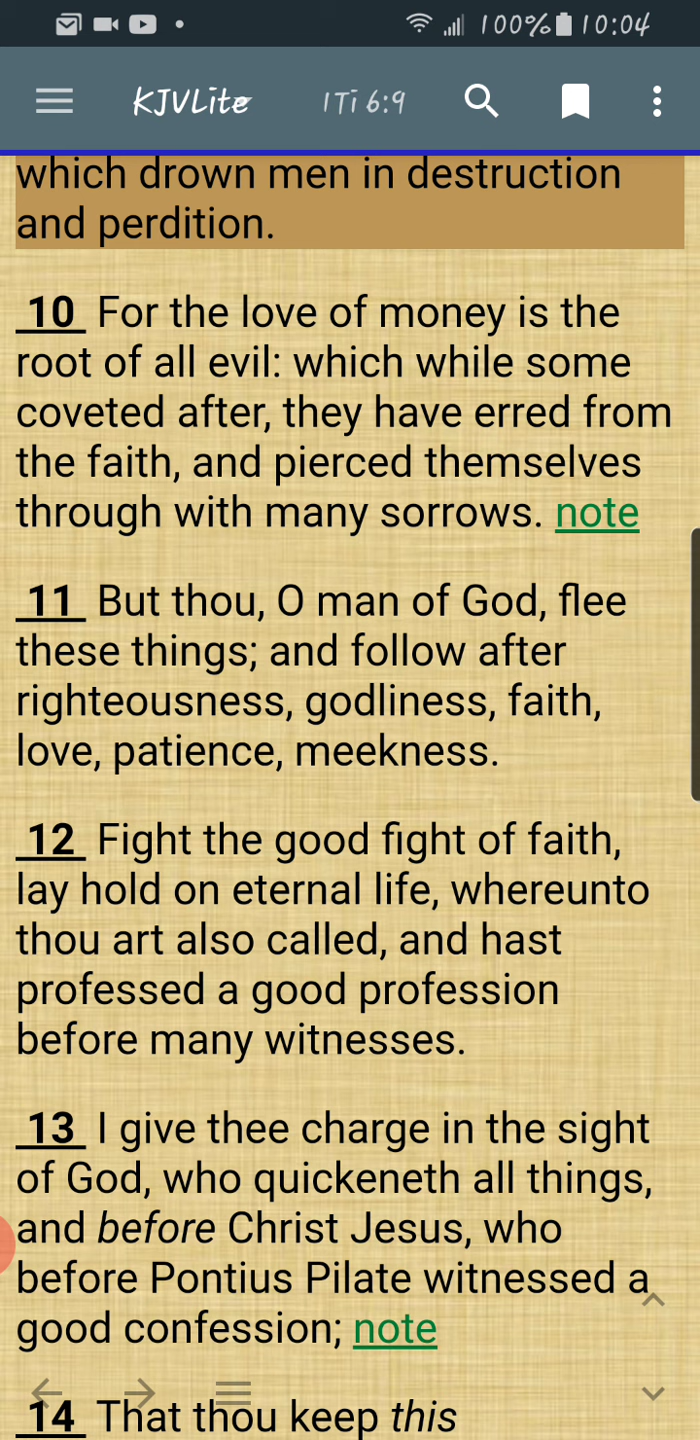 100% 10:04
KJVLite 1Ti 6:9
which drown men in destruction
and perdition.
10 For the love of money is the
root of all evil: which while some
coveted after, they have erred from
the faith, and pierced themselves
through with many sorrows. note
11 But thou, O man of God, flee
these things; and follow after
righteousness, godliness, faith,
love, patience, meekness.
12 Fight the good fight of faith,
lay hold on eternal life, whereunto
thou art also called, and hast
professed a good profession
before many witnesses.
13 I give thee charge in the sight
of God, who quickeneth all things,
and before Christ Jesus, who
before Pontius Pilate witnessed a
good confession; note
14 That thou keep this